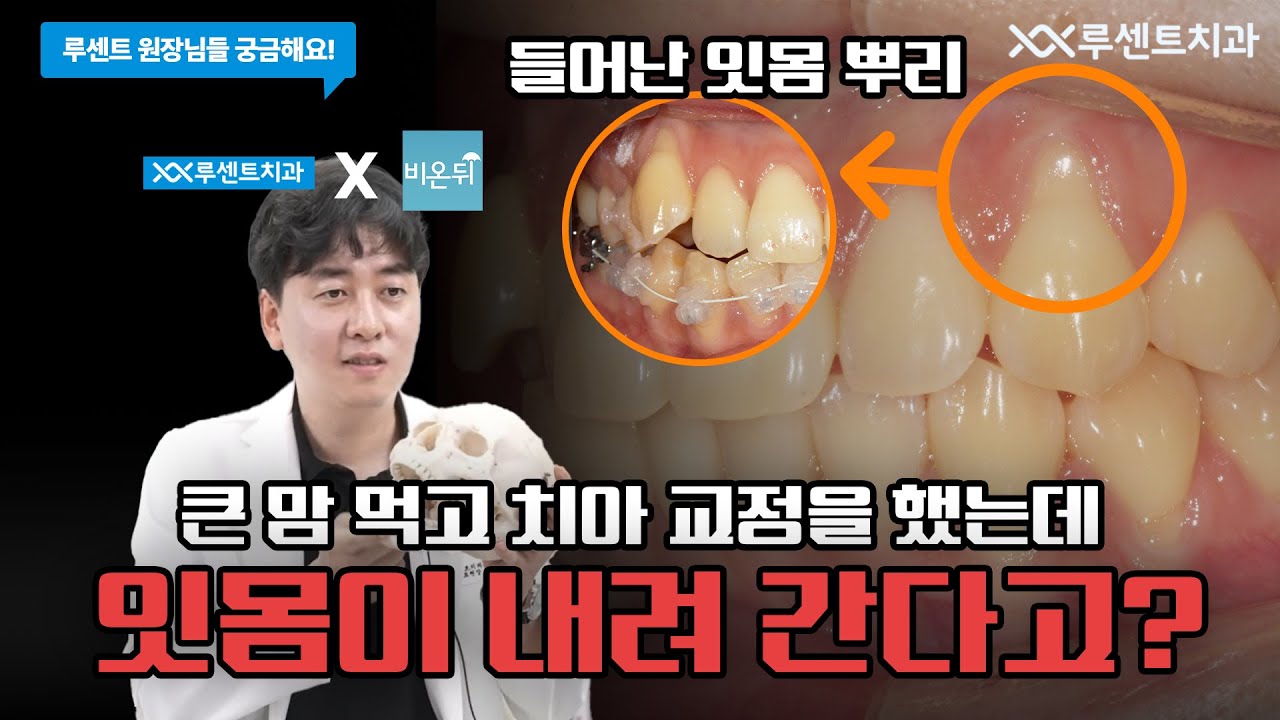 루센트 원장님들 궁금해요!
루센트치과
들어난 잇몸 뿌리
루센트치과 X 비온뒤
큰 맘 먹고 치아 교정을 했는데
잇몸이 내려 간다고?